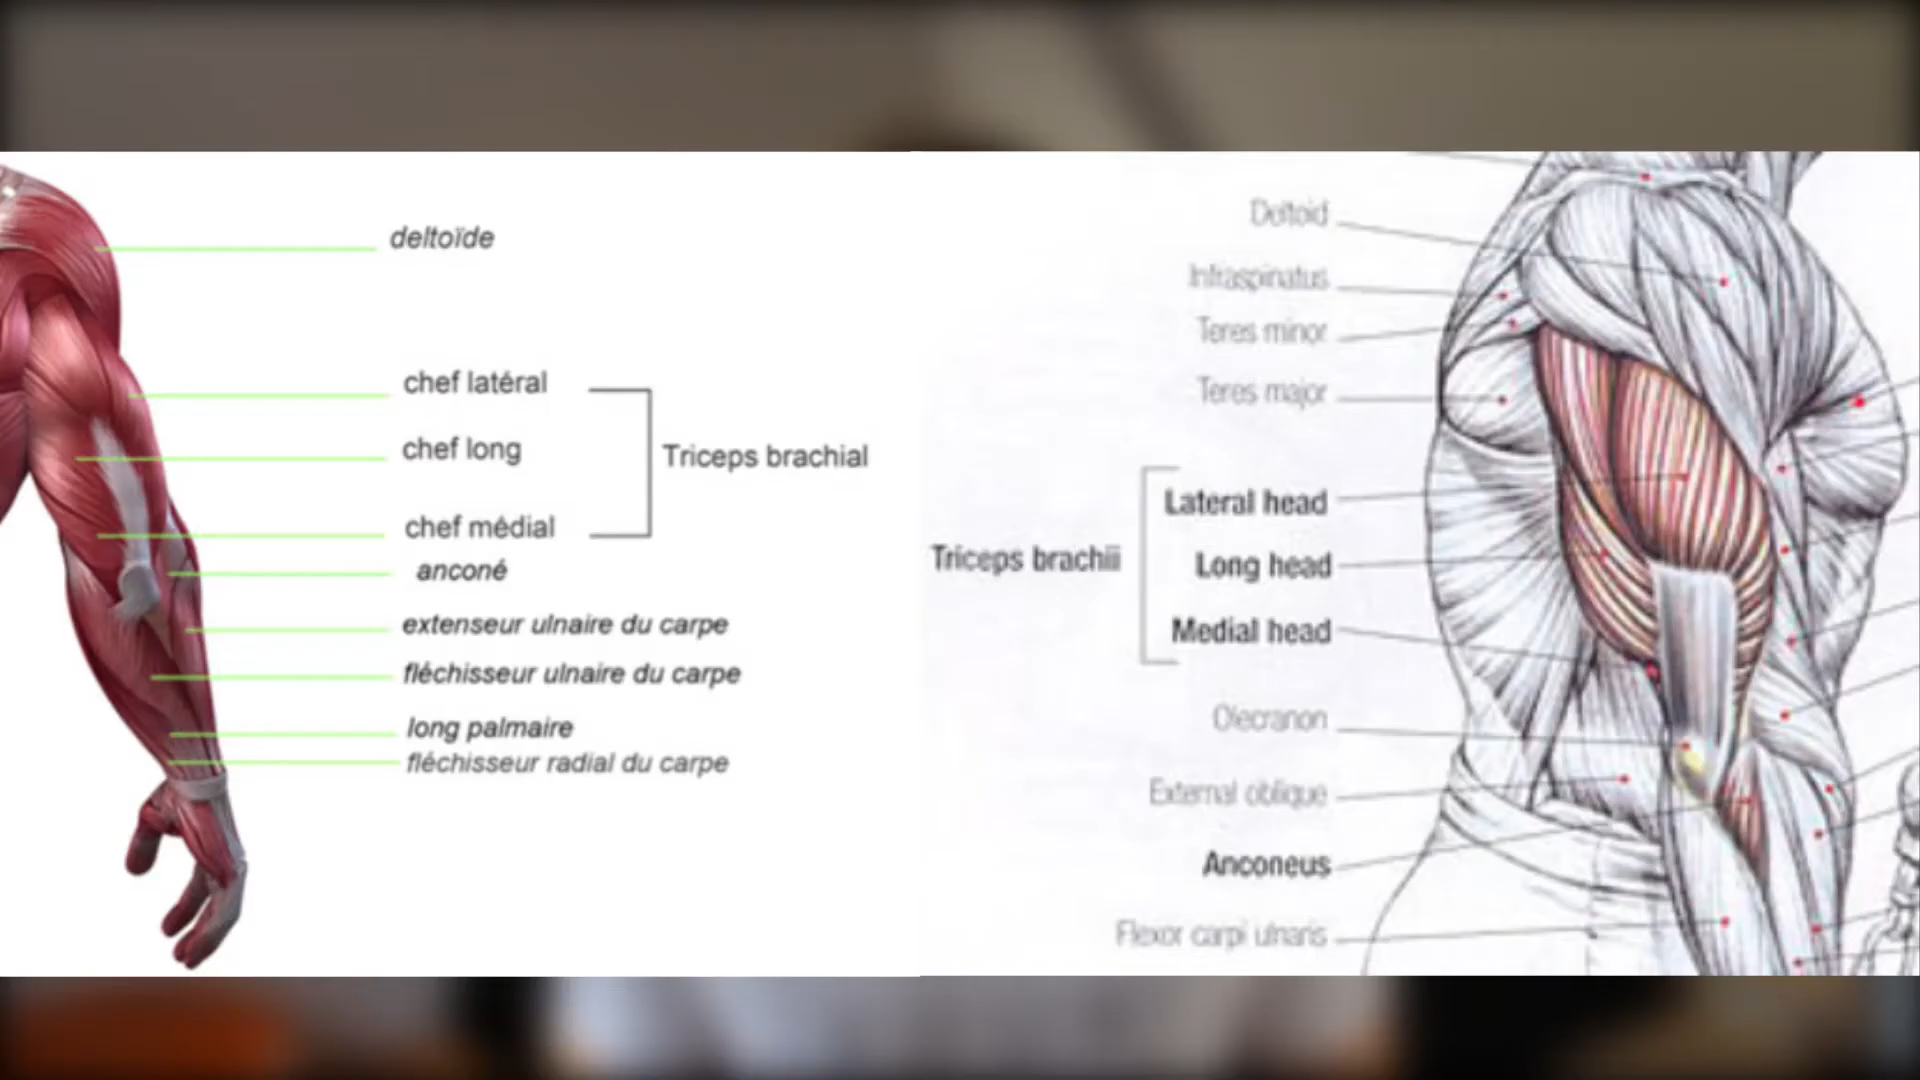 deltoïde
chef latéral
chef long
chef médial
Triceps brachial
anconé
extenseur ulnaire du carpe
fléchisseur ulnaire du carpe
long palmaire
fléchisseur radial du carpe
Deltoid
Infraspinatus
Teres minor
Teres major
Triceps brachii
Lateral head
Long head
Medial head
Olecranon
External oblique
Anconeus
Flexor carpi ulnaris